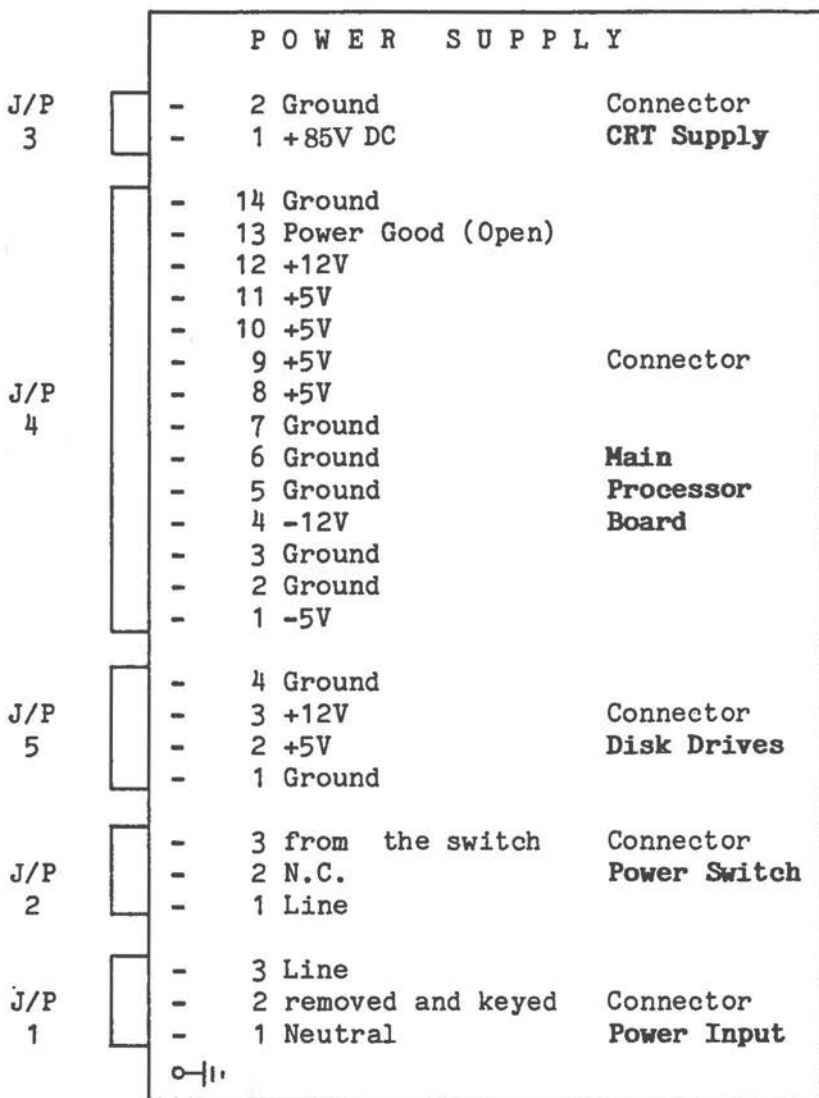 P O W E R   S U P P L Y
J/P - 2 Ground Connector
3 - 1 +85V DC CRT Supply
- 14 Ground
- 13 Power Good (Open)
- 12 +12V
- 11 +5V
- 10 +5V
- 9 +5V Connector
J/P - 8 +5V
4 - 7 Ground
- 6 Ground Main
- 5 Ground Processor
- 4 -12V Board
- 3 Ground
- 2 Ground
- 1 -5V
- 4 Ground
J/P - 3 +12V Connector
5 - 2 +5V Disk Drives
- 1 Ground
- 3 from the switch Connector
J/P - 2 N.C. Power Switch
2 - 1 Line
- 3 Line
J/P - 2 removed and keyed Connector
1 - 1 Neutral Power Input